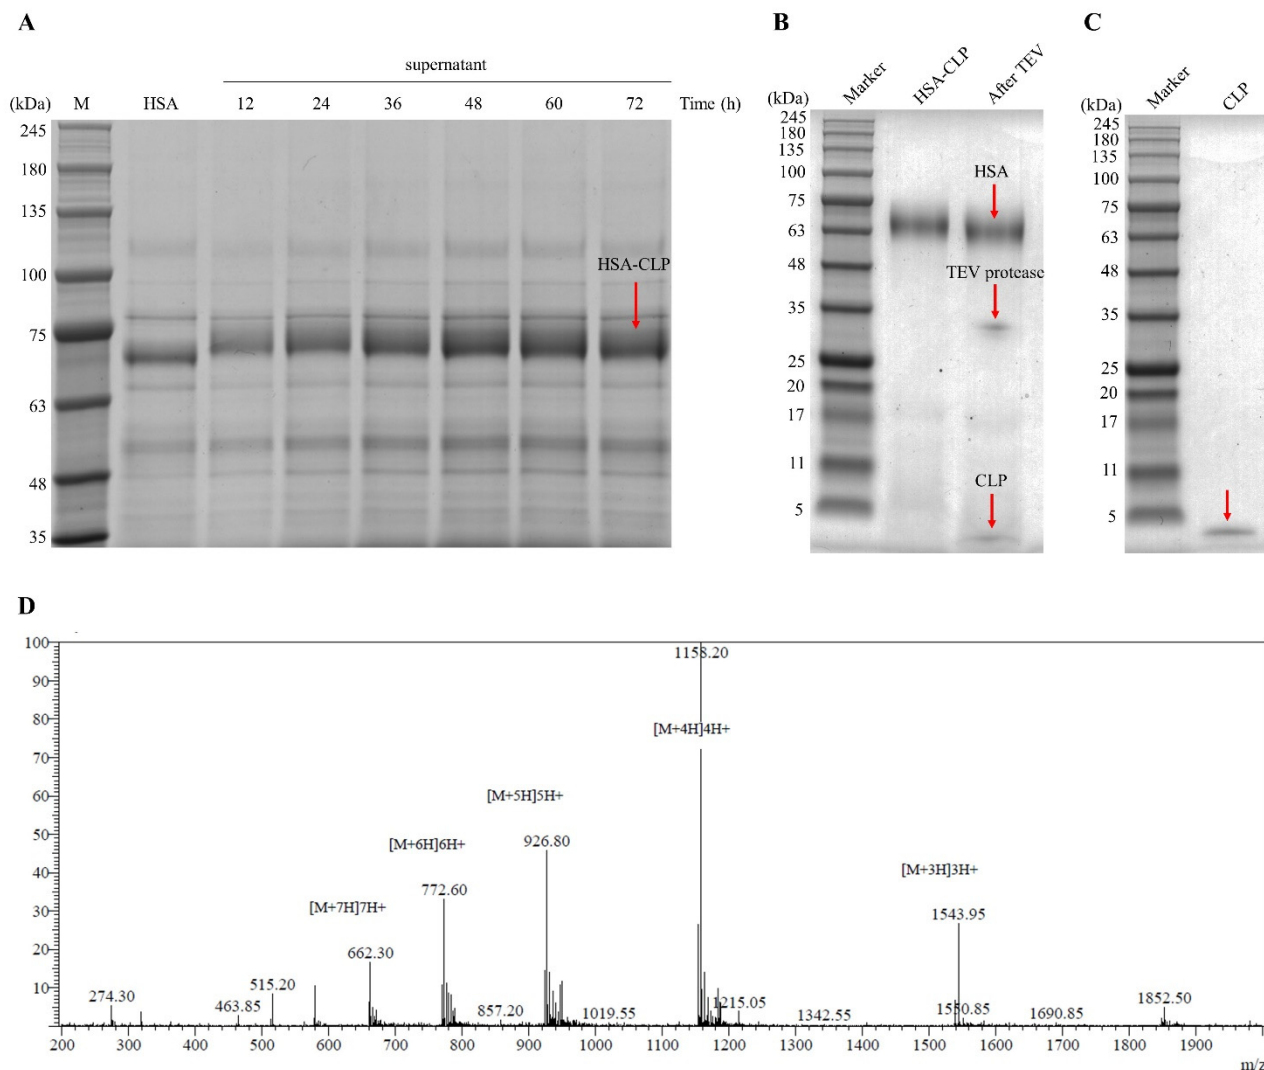 A
supernatant
(kDa) M HSA 12 24 36 48 60 72 Time (h)
245
180
135
100
75
63
48
35
HSA-CLP
B
Marker HSA-CLP After TEV
(kDa)
245
180
135
100
75
63
48
35
25
20
17
11
5
HSA
TEV protease
CLP
C
Marker CLP
(kDa)
245
180
135
100
75
63
48
35
25
20
17
11
5
D
100
90
80
70
60
50
40
30
20
10
1158.20
[M+4H]4H+
[M+5H]5H+
926.80
[M+6H]6H+
772.60
[M+3H]3H+
1543.95
[M+7H]7H+
662.30
274.30
463.85
515.20
857.20
1019.55
1215.05
1342.55
1550.85
1690.85
1852.50
200 300 400 500 600 700 800 900 1000 1100 1200 1300 1400 1500 1600 1700 1800 1900
m/z